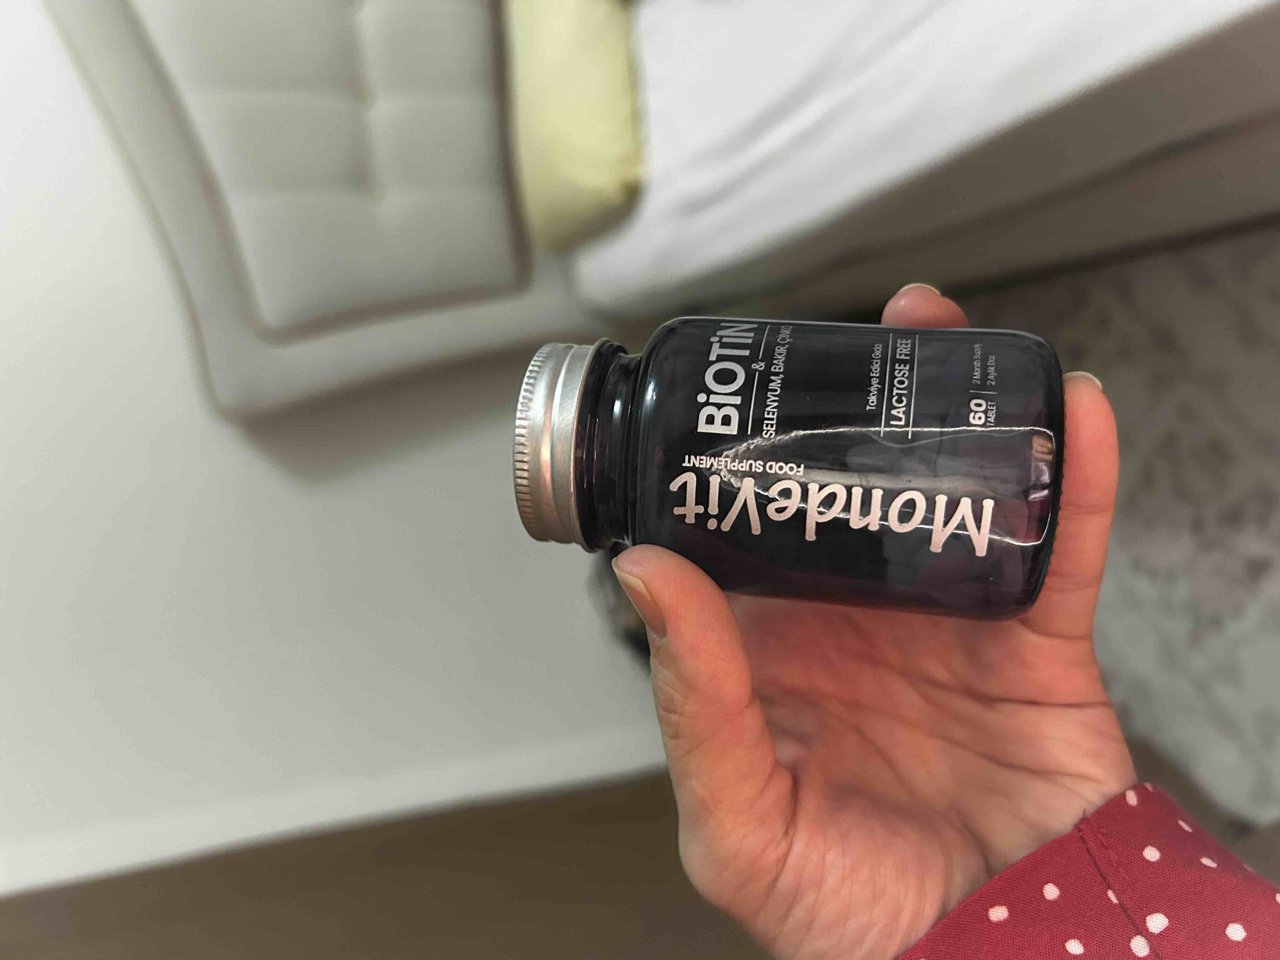 MondeVit
FOOD SUPPLEMENT
BiOTiN
&
SELENYUM, BAKIR, ÇİNKO
Takviye Edici Gıda
LACTOSE FREE
60
TABLET
2 Month Supply
2 Aylık Doz